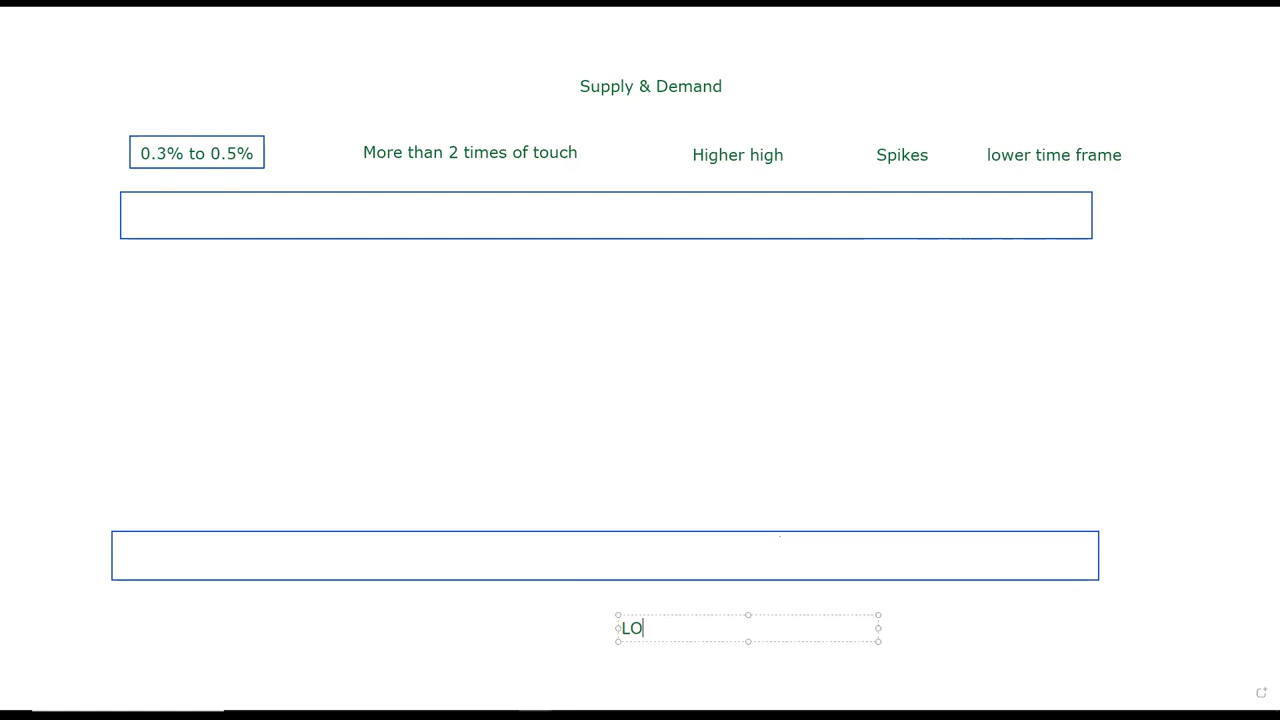 Supply & Demand
0.3% to 0.5%
More than 2 times of touch
Higher high
Spikes
lower time frame
LO